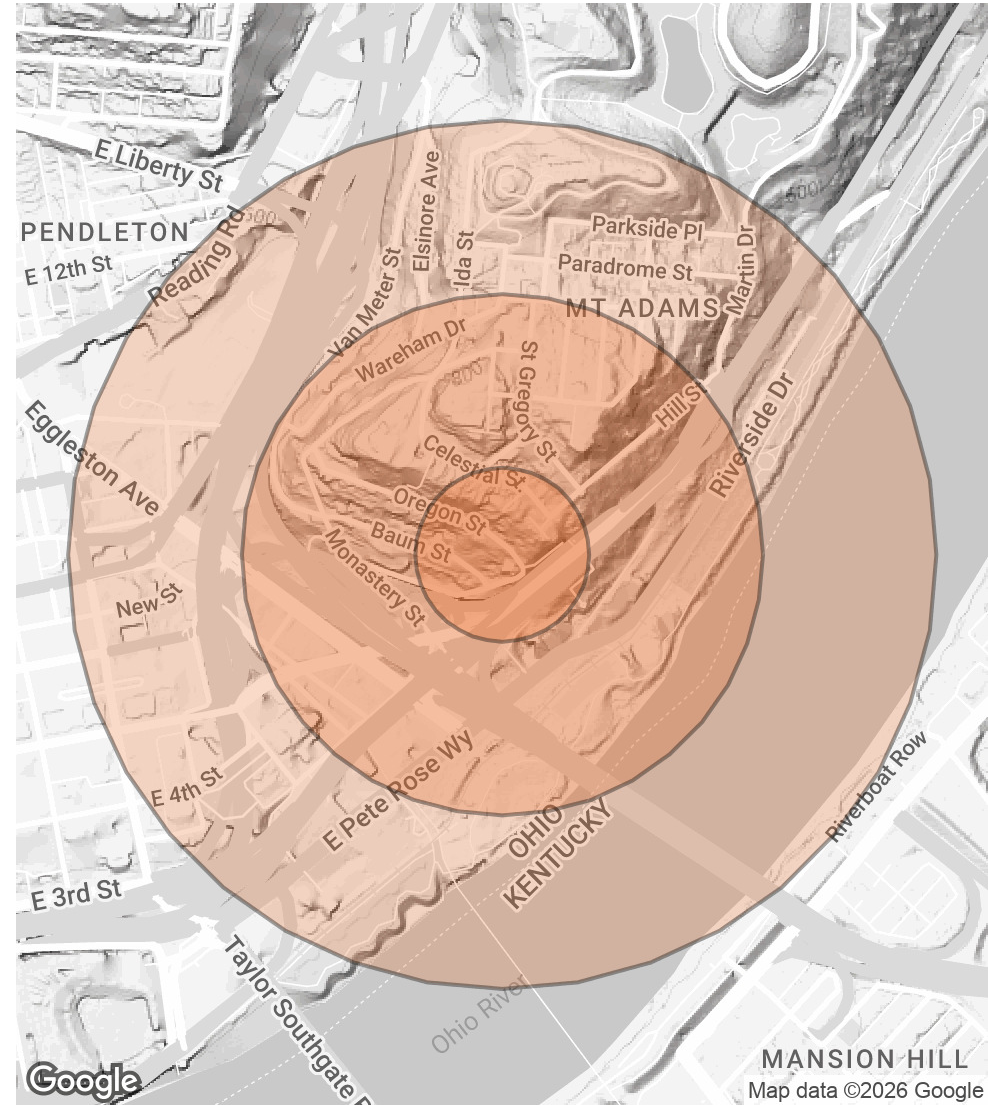 E Liberty St
PENDLETON
Reading Rd
E 12th St
Elsinore Ave
Ida St
Parkside Pl
Paradrome St
Martin Dr
MT ADAMS
Van Meter St
Wareham Dr
800
St Gregory St
Hill St
Riverside Dr
Eggleston Ave
Celestial St
Oregon St
Baum St
Monastery St
New St
E 4th St
E Pete Rose Wy
OHIO
KENTUCKY
Riverboat Row
E 3rd St
Taylor Southgate
Ohio River
MANSION HILL
Google
Map data ©2026 Google